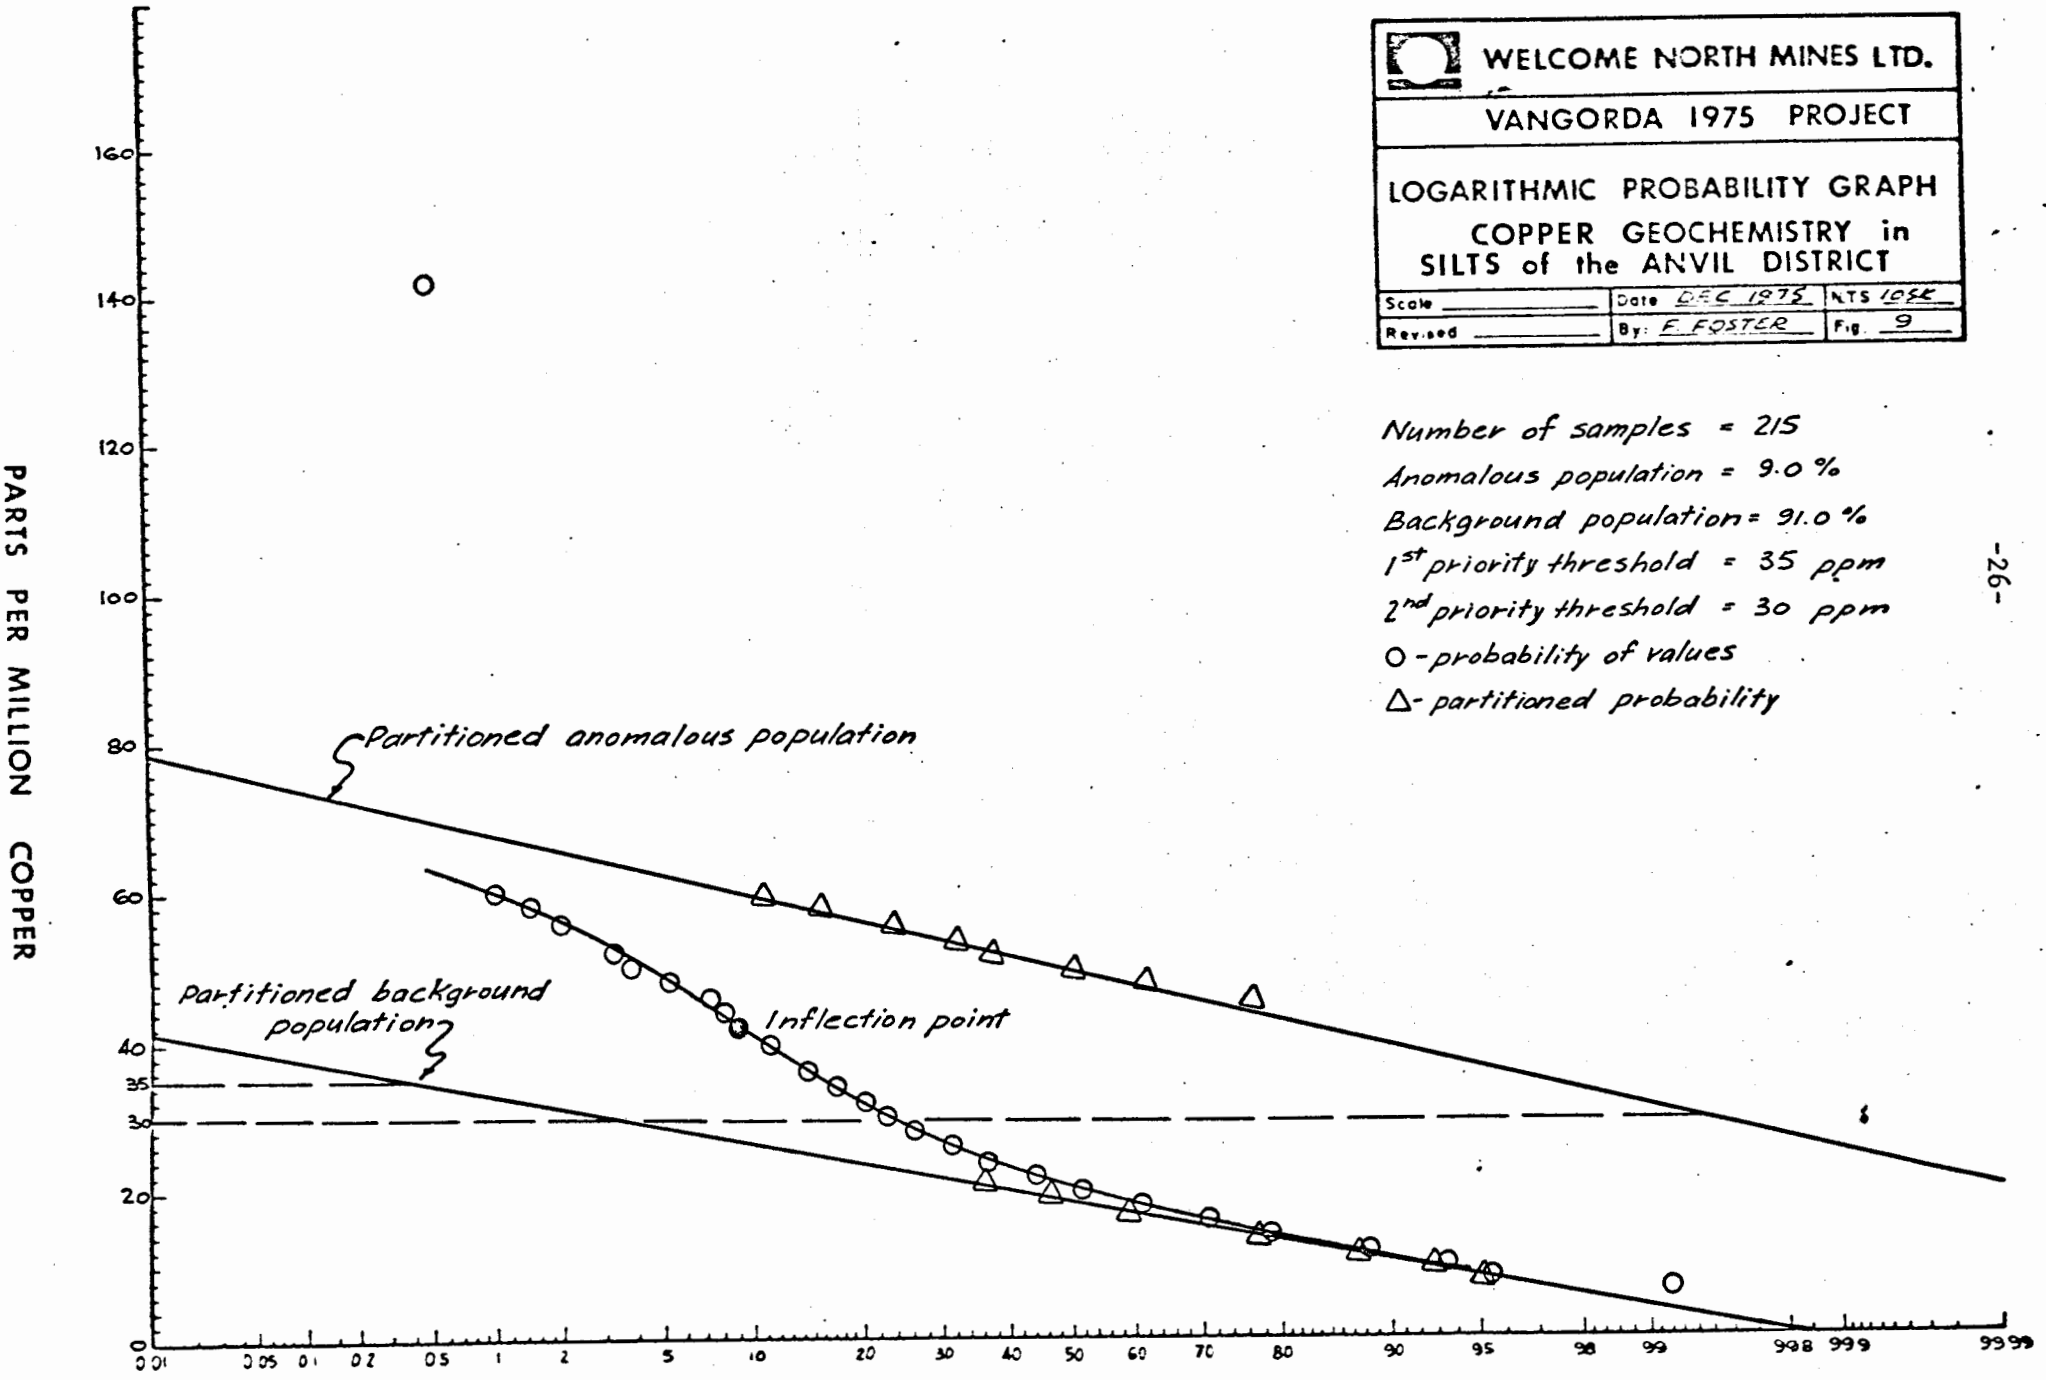 WELCOME NORTH MINES LTD.
VANGORDA 1975 PROJECT
LOGARITHMIC PROBABILITY GRAPH
COPPER GEOCHEMISTRY in
SILTS of the ANVIL DISTRICT
Scale
Date DEC 1975
NTS 105K
Revised
By: F. FOSTER
Fig. 9
Number of samples = 215
Anomalous population = 9.0 %
Background population = 91.0 %
1st priority threshold = 35 ppm
2nd priority threshold = 30 ppm
O - probability of values
△ - partitioned probability
-26-
PARTS PER MILLION COPPER
160
140
120
100
80
60
40
35
30
20
0
Partitioned anomalous population
Partitioned background
population
Inflection point
0.01 0.05 0.1 0.2 0.5 1 2 5 10 20 30 40 50 60 70 80 90 95 98 99 99.8 99.9 99.99